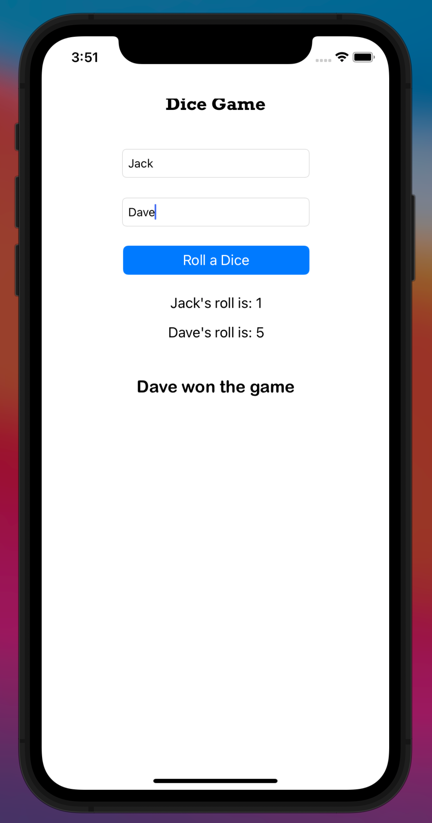 3:51
Dice Game
Jack
Dave
Roll a Dice
Jack's roll is: 1
Dave's roll is: 5
Dave won the game